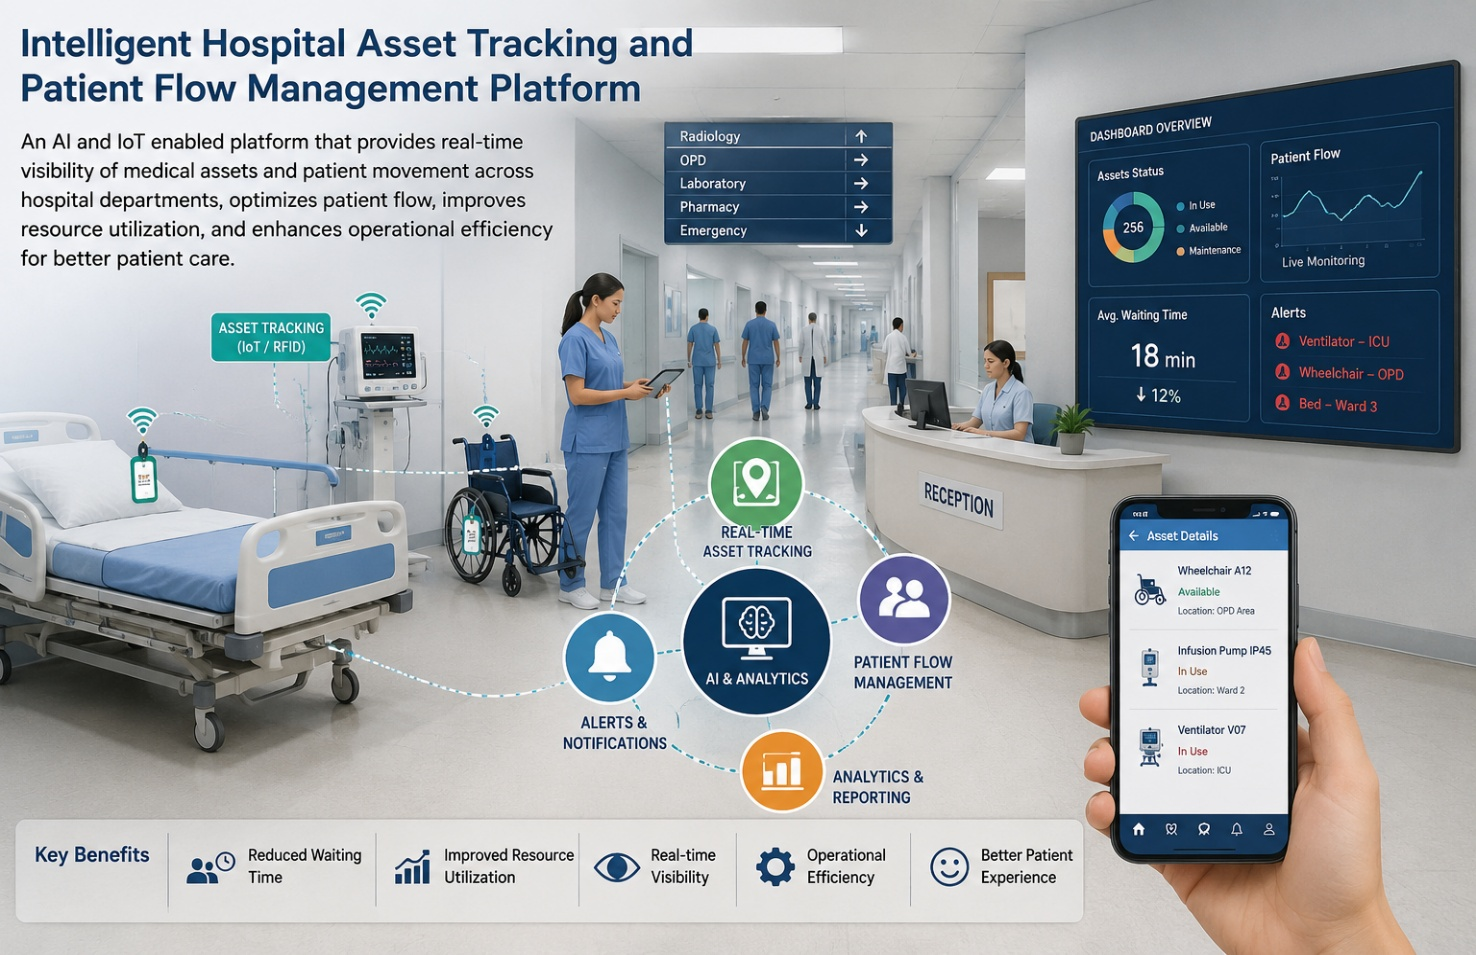 Intelligent Hospital Asset Tracking and
Patient Flow Management Platform
An AI and IoT enabled platform that provides real-time
visibility of medical assets and patient movement across
hospital departments, optimizes patient flow, improves
resource utilization, and enhances operational efficiency
for better patient care.
Radiology ↑
OPD →
Laboratory →
Pharmacy →
Emergency ↓
DASHBOARD OVERVIEW
Assets Status
256
In Use
Available
Maintenance
Patient Flow
Live Monitoring
Avg. Waiting Time
18 min
↓ 12%
Alerts
Ventilator – ICU
Wheelchair – OPD
Bed – Ward 3
ASSET TRACKING
(IoT / RFID)
RECEPTION
REAL-TIME
ASSET TRACKING
AI & ANALYTICS
PATIENT FLOW
MANAGEMENT
ALERTS &
NOTIFICATIONS
ANALYTICS &
REPORTING
← Asset Details
Wheelchair A12
Available
Location: OPD Area
Infusion Pump IP45
In Use
Location: Ward 2
Ventilator V07
In Use
Location: ICU
Key Benefits
Reduced Waiting
Time
Improved Resource
Utilization
Real-time
Visibility
Operational
Efficiency
Better Patient
Experience